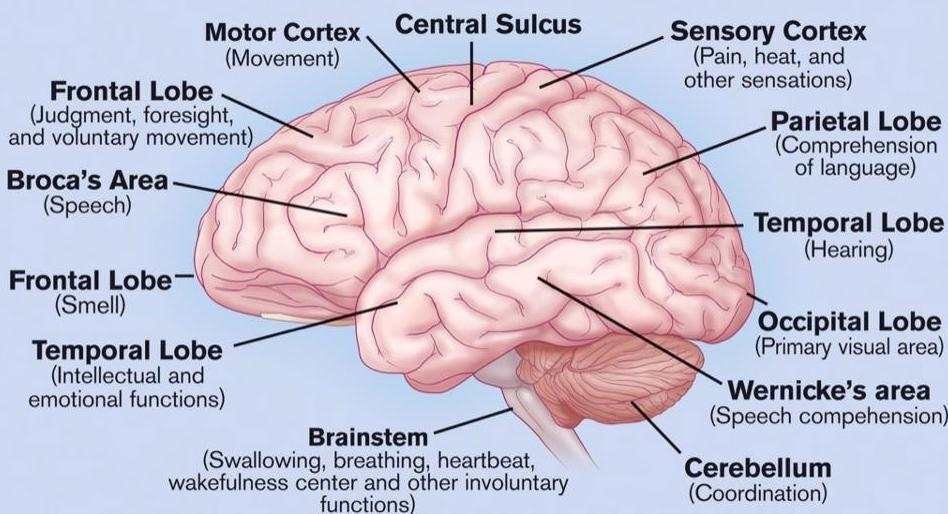 Motor Cortex
(Movement)
Central Sulcus
Sensory Cortex
(Pain, heat, and
other sensations)
Frontal Lobe
(Judgment, foresight,
and voluntary movement)
Parietal Lobe
(Comprehension
of language)
Broca's Area
(Speech)
Temporal Lobe
(Hearing)
Frontal Lobe
(Smell)
Occipital Lobe
(Primary visual area)
Temporal Lobe
(Intellectual and
emotional functions)
Wernicke's area
(Speech compehension)
Brainstem
(Swallowing, breathing, heartbeat,
wakefulness center and other involuntary
functions)
Cerebellum
(Coordination)